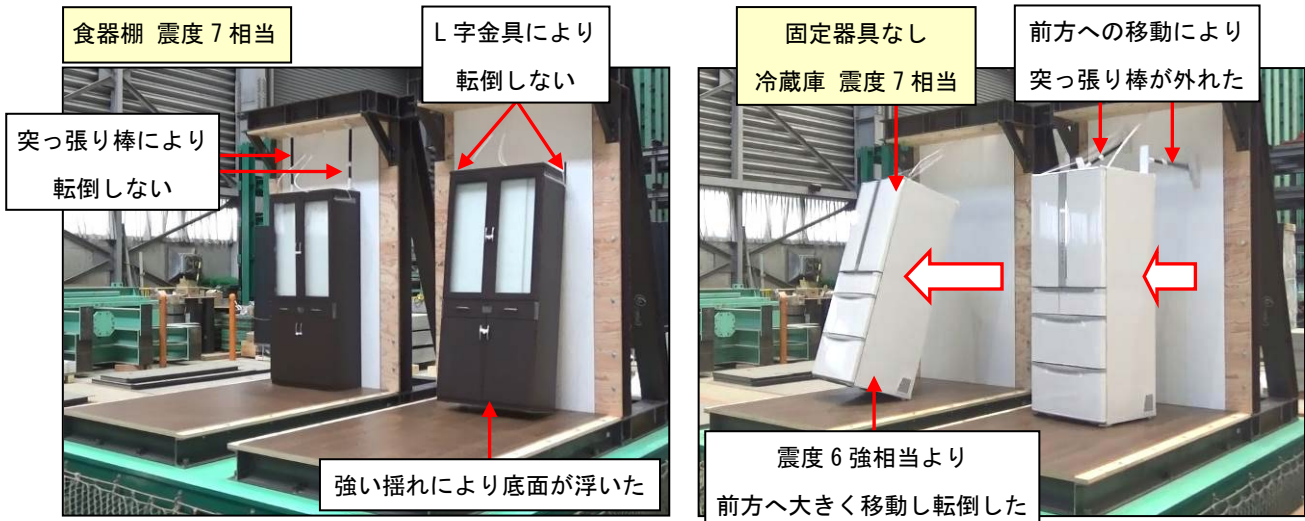 食器棚 震度7相当
L字金具により
転倒しない
突っ張り棒により
転倒しない
強い揺れにより底面が浮いた
固定器具なし
冷蔵庫 震度7相当
前方への移動により
突っ張り棒が外れた
震度6強相当より
前方へ大きく移動し転倒した